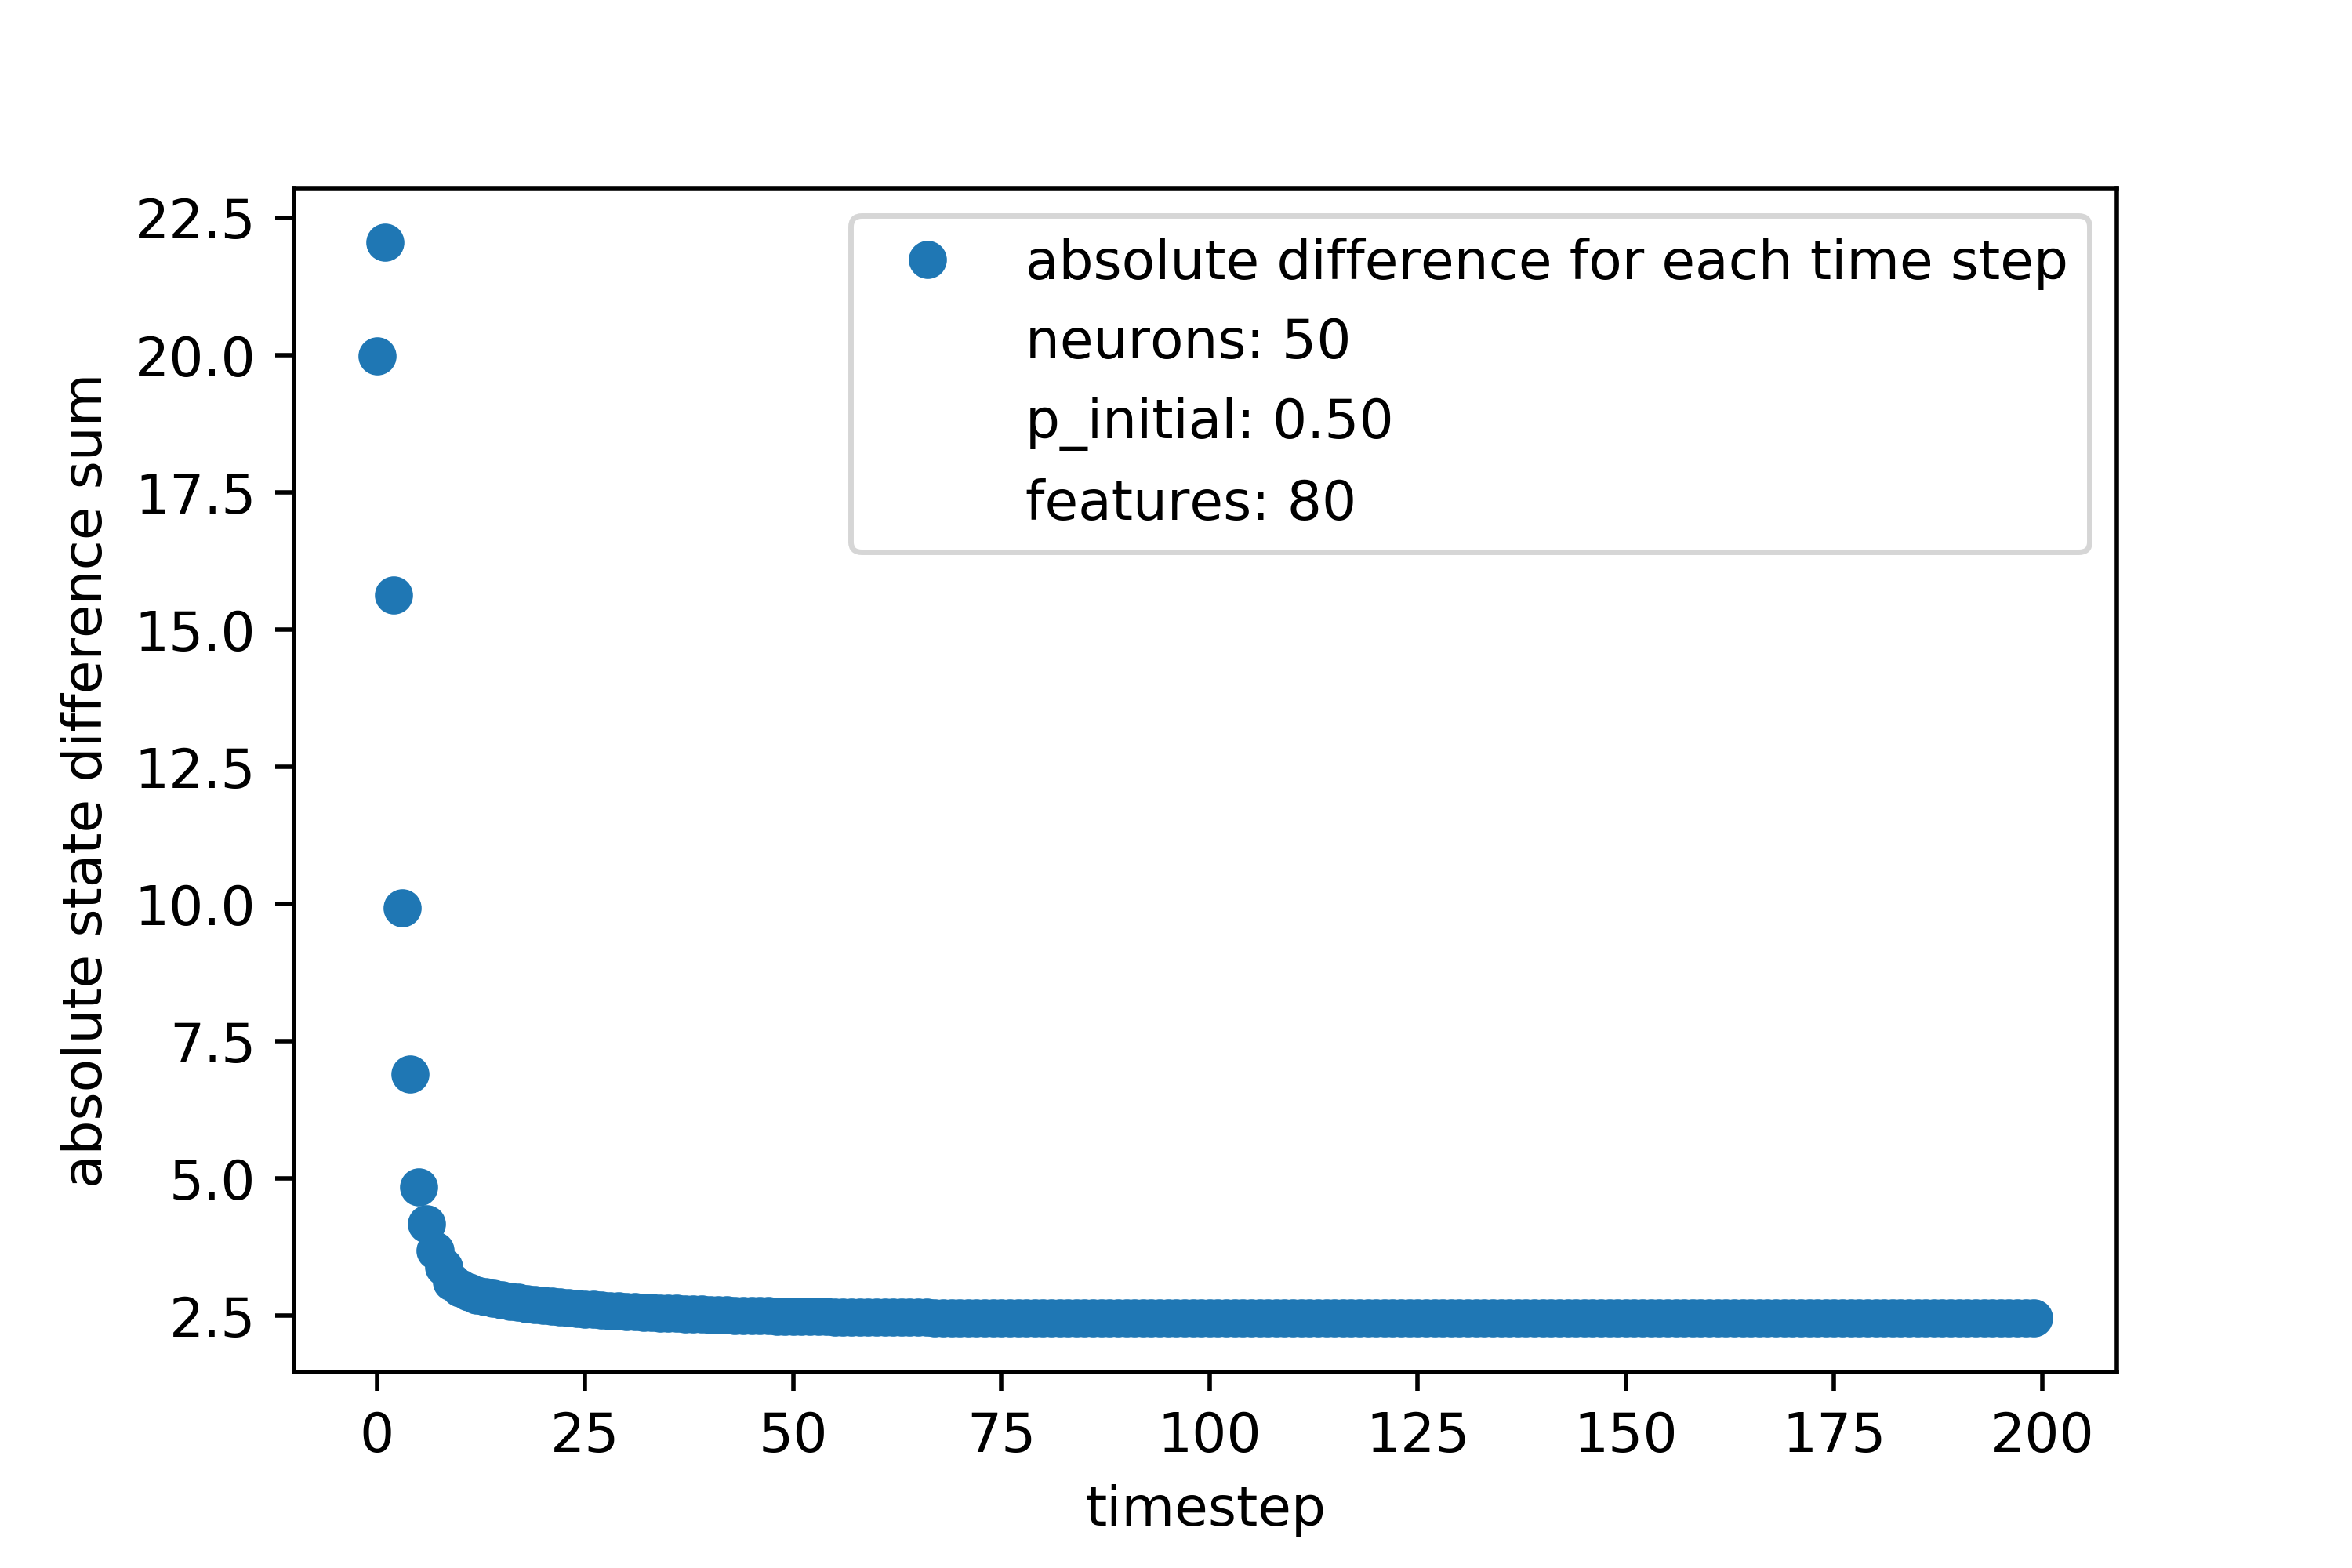 22.5
20.0
17.5
15.0
12.5
10.0
7.5
5.0
2.5
absolute state difference sum
absolute difference for each time step
neurons: 50
p_initial: 0.50
features: 80
0 25 50 75 100 125 150 175 200
timestep